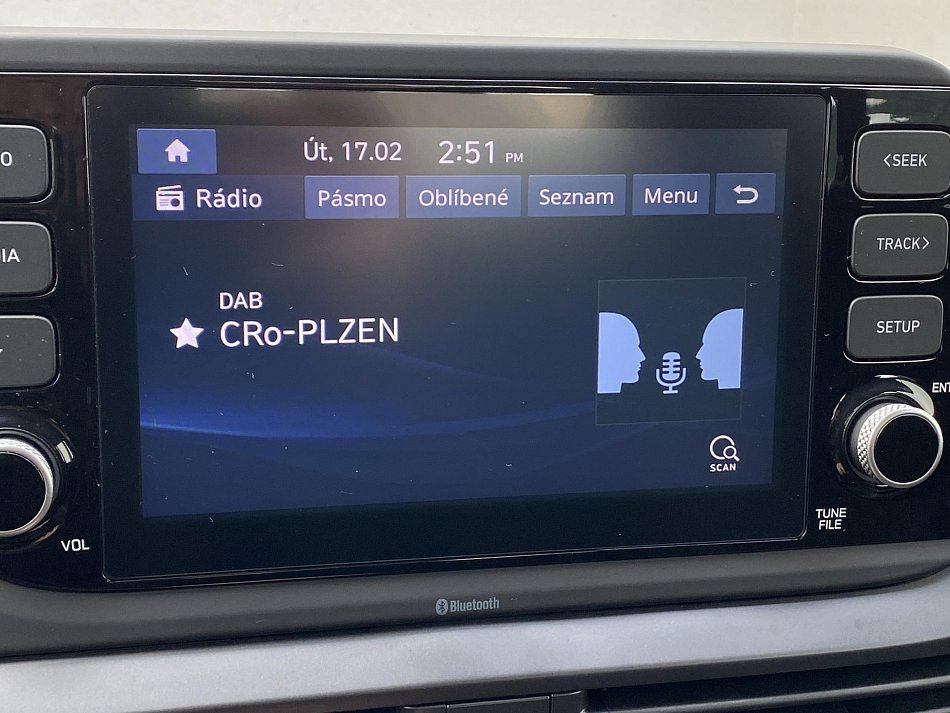 Út, 17.02 2:51 PM
Rádio Pásmo Oblíbené Seznam Menu
DAB
CRo-PLZEN
SCAN
VOL
<SEEK
TRACK>
SETUP
TUNE
FILE
Bluetooth